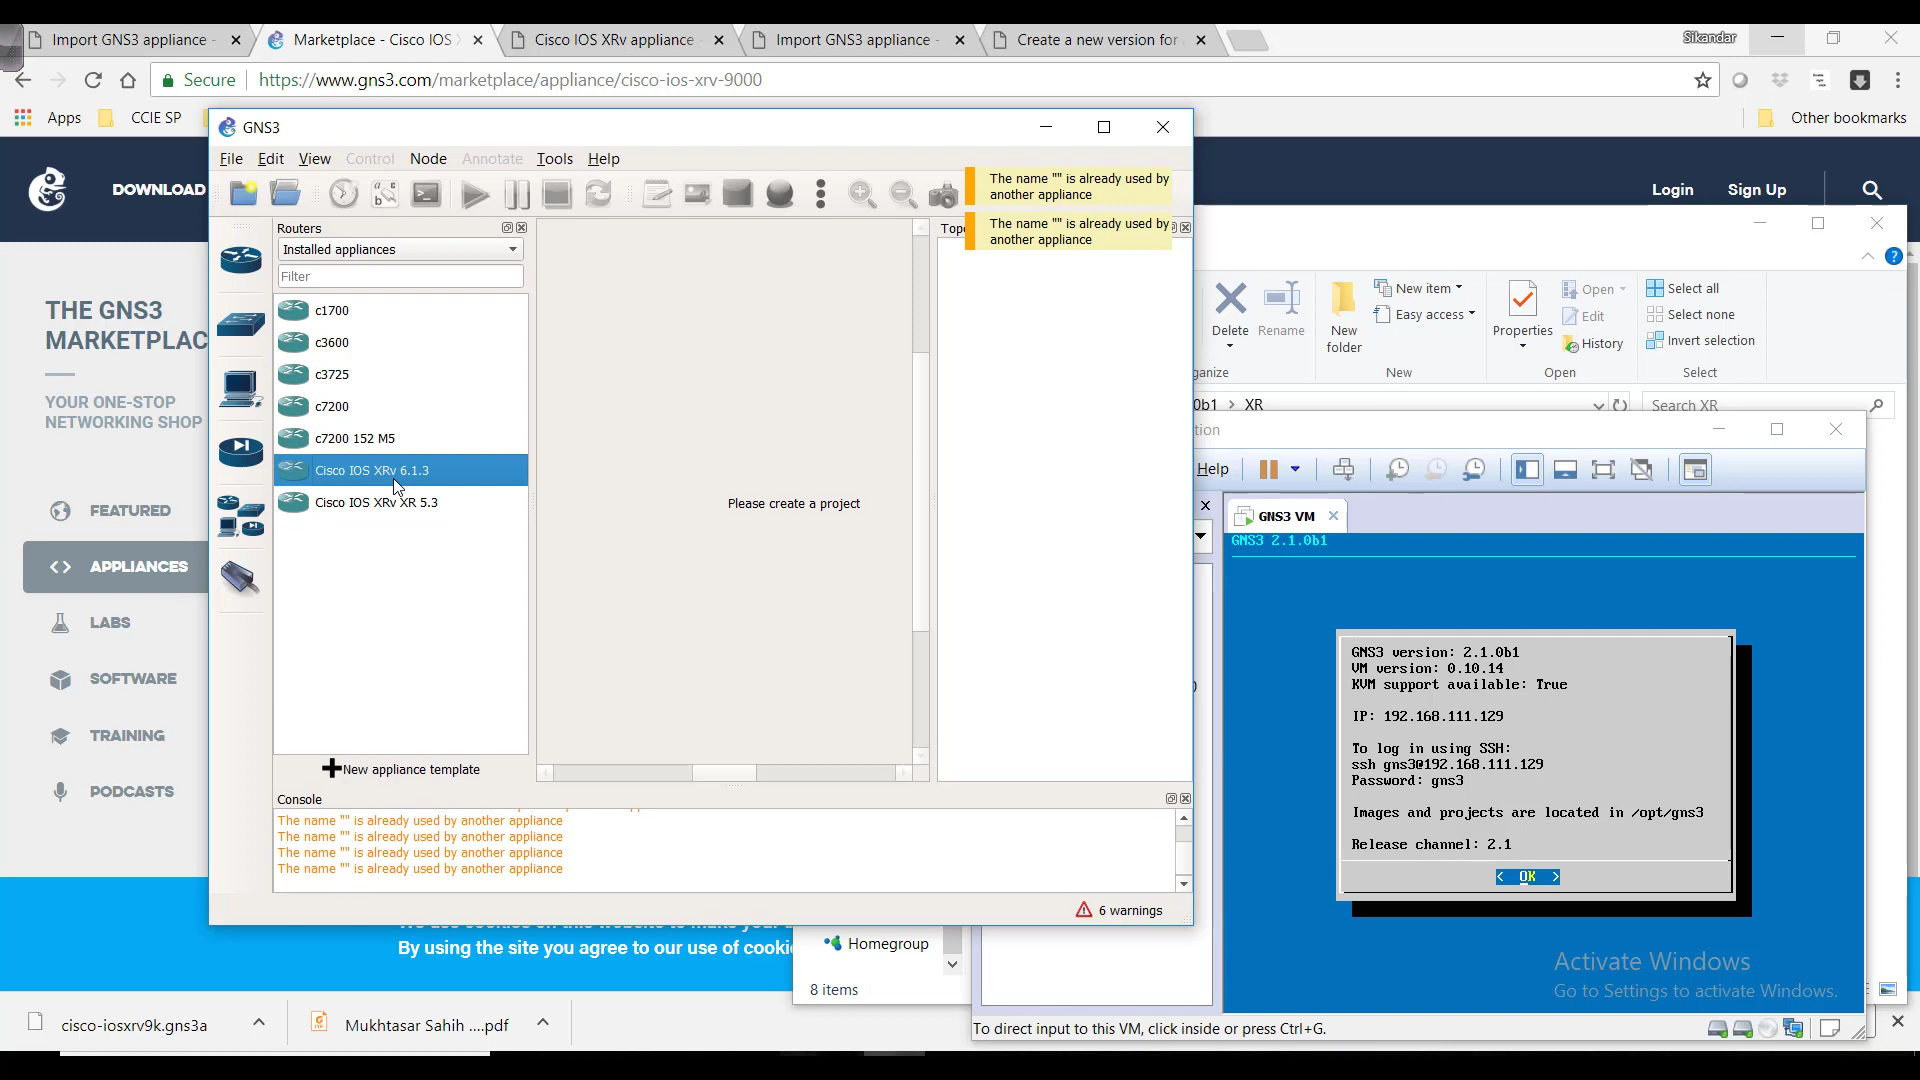 Import GNS3 appliance -
Marketplace - Cisco IOS X
Cisco IOS XRv appliance
Import GNS3 appliance -
Create a new version for
Sikandar
Secure
https://www.gns3.com/marketplace/appliance/cisco-ios-xrv-9000
Apps
CCIE SP
Other bookmarks
DOWNLOAD
Login
Sign Up
THE GNS3
MARKETPLAC
YOUR ONE-STOP
NETWORKING SHOP
FEATURED
APPLIANCES
LABS
SOFTWARE
TRAINING
PODCASTS
GNS3
File Edit View Control Node Annotate Tools Help
The name "" is already used by
another appliance
The name "" is already used by
another appliance
Routers
Installed appliances
Filter
c1700
c3600
c3725
c7200
c7200 152 M5
Cisco IOS XRv 6.1.3
Cisco IOS XRv XR 5.3
New appliance template
Please create a project
Topo
Console
The name "" is already used by another appliance
The name "" is already used by another appliance
The name "" is already used by another appliance
The name "" is already used by another appliance
6 warnings
Delete
Rename
New
folder
New item
Easy access
Properties
Open
Edit
History
Select all
Select none
Invert selection
ganize
New
Open
Select
0b1 > XR
Search XR
tion
Help
GNS3 VM
GNS3 2.1.0b1
GNS3 version: 2.1.0b1
VM version: 0.10.14
KVM support available: True
IP: 192.168.111.129
To log in using SSH:
ssh gns3@192.168.111.129
Password: gns3
Images and projects are located in /opt/gns3
Release channel: 2.1
< OK >
Activate Windows
Go to Settings to activate Windows.
By using the site you agree to our use of cookie
Homegroup
8 items
To direct input to this VM, click inside or press Ctrl+G.
cisco-iosxrv9k.gns3a
Mukhtasar Sahih ....pdf